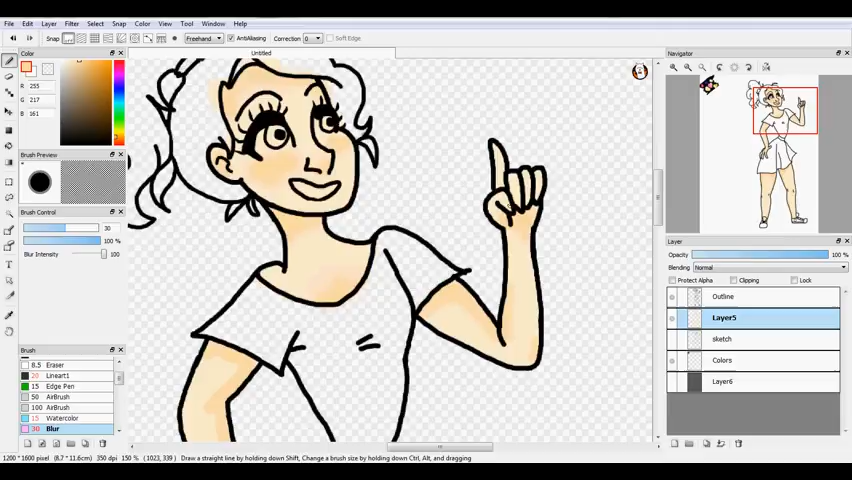 File Edit Layer Filter Select Snap Color View Tool Window Help
Snap Freehand AntiAliasing Correction 0 Soft Edge
Untitled
Color
R 255
G 217
B 161
Brush Preview
Brush Control
30
100 %
Blur Intensity 100
Brush
8.5 Eraser
20 Lineart1
15 Edge Pen
50 AirBrush
100 AirBrush
15 Watercolor
30 Blur
Navigator
Layer
Opacity 100 %
Blending Normal
Protect Alpha Clipping Lock
Outline
Layer5
sketch
Colors
Layer6
1200 * 1600 pixel (8.7 * 11.6cm) 350 dpi 150 % (1023, 339) Draw a straight line by holding down Shift, Change a brush size by holding down Ctrl, Alt, and dragging